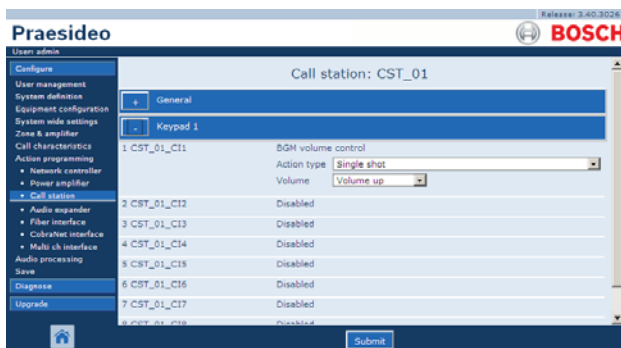 Release: 3.40.3026
Praesideo
BOSCH
User: admin
Configure
User management
System definition
Equipment configuration
System wide settings
Zone & amplifier
Call characteristics
Action programming
• Network controller
• Power amplifier
• Call station
• Audio expander
• Fiber interface
• CobraNet interface
• Multi ch interface
Audio processing
Save
Diagnose
Upgrade
Call station: CST_01
+ General
- Keypad 1
1 CST_01_CI1 BGM volume control
Action type Single shot
Volume Volume up
2 CST_01_CI2 Disabled
3 CST_01_CI3 Disabled
4 CST_01_CI4 Disabled
5 CST_01_CI5 Disabled
6 CST_01_CI6 Disabled
7 CST_01_CI7 Disabled
8 CST_01_CI8 Disabled
Submit